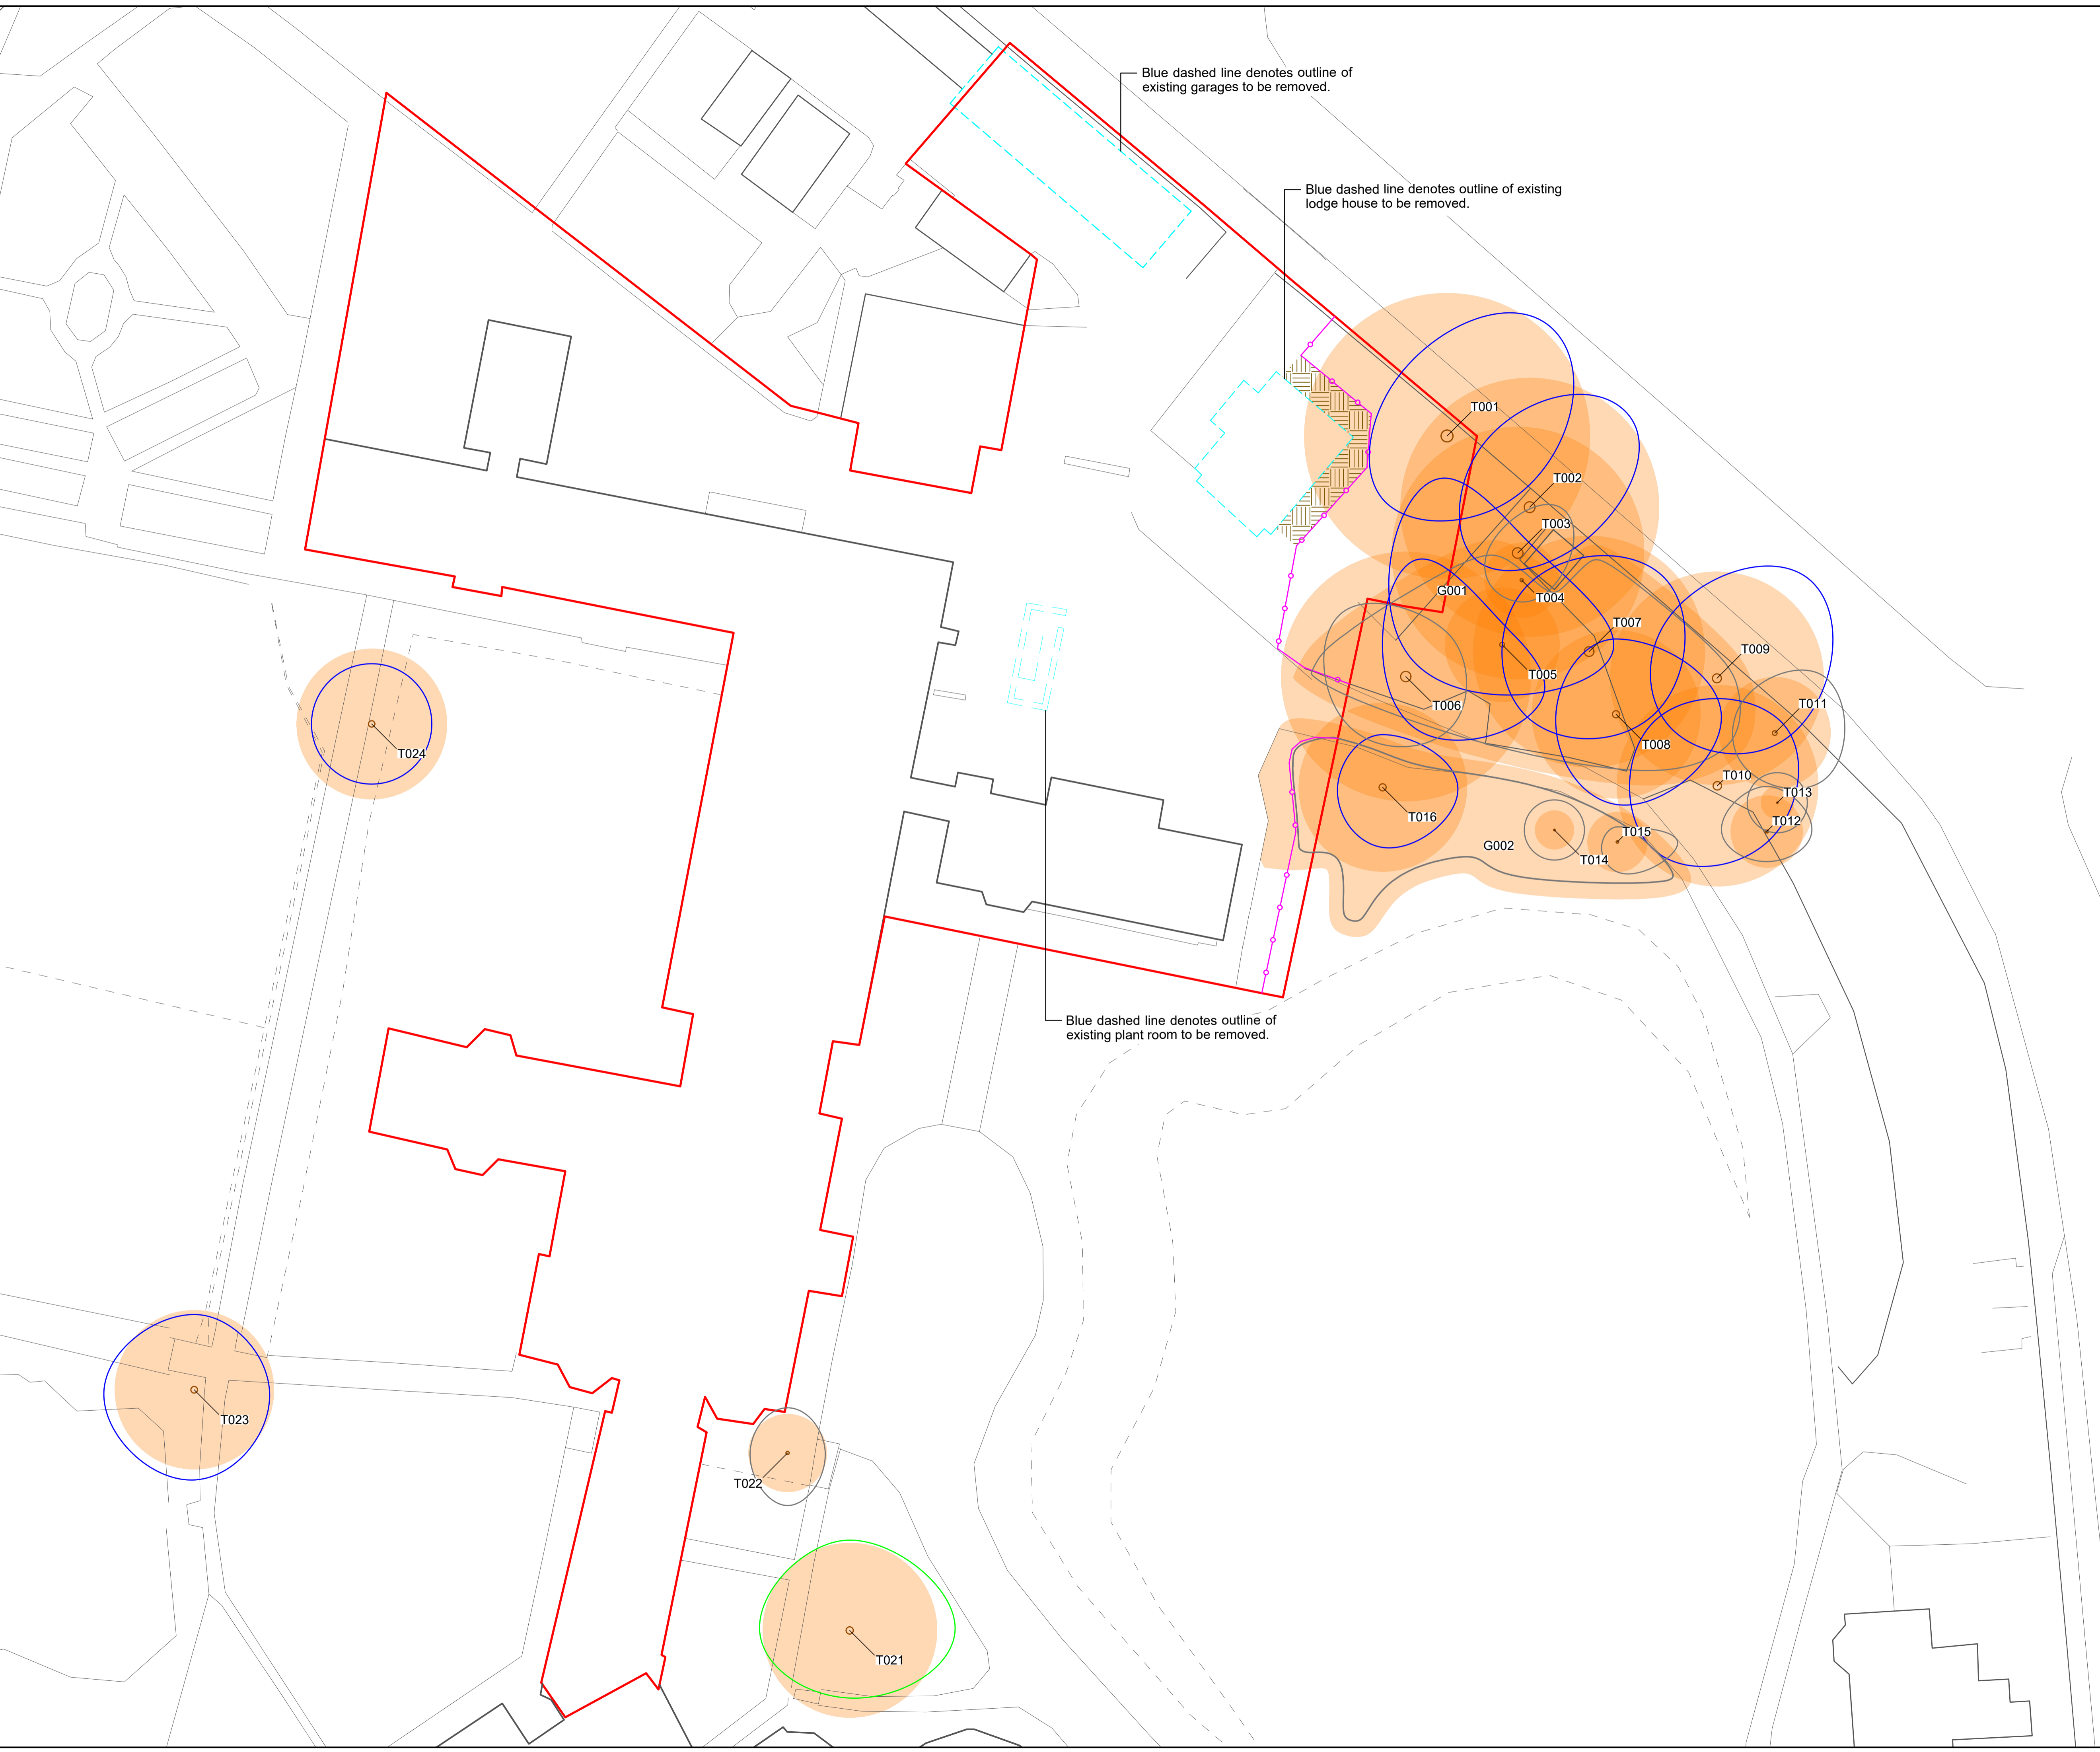 Blue dashed line denotes outline of
existing garages to be removed.
Blue dashed line denotes outline of existing
lodge house to be removed.
T001
T002
T003
G001
T004
T007
T009
T005
T006
T011
T008
T024
T010
T013
T016
T012
T015
G002
T014
Blue dashed line denotes outline of
existing plant room to be removed.
T023
T022
T021